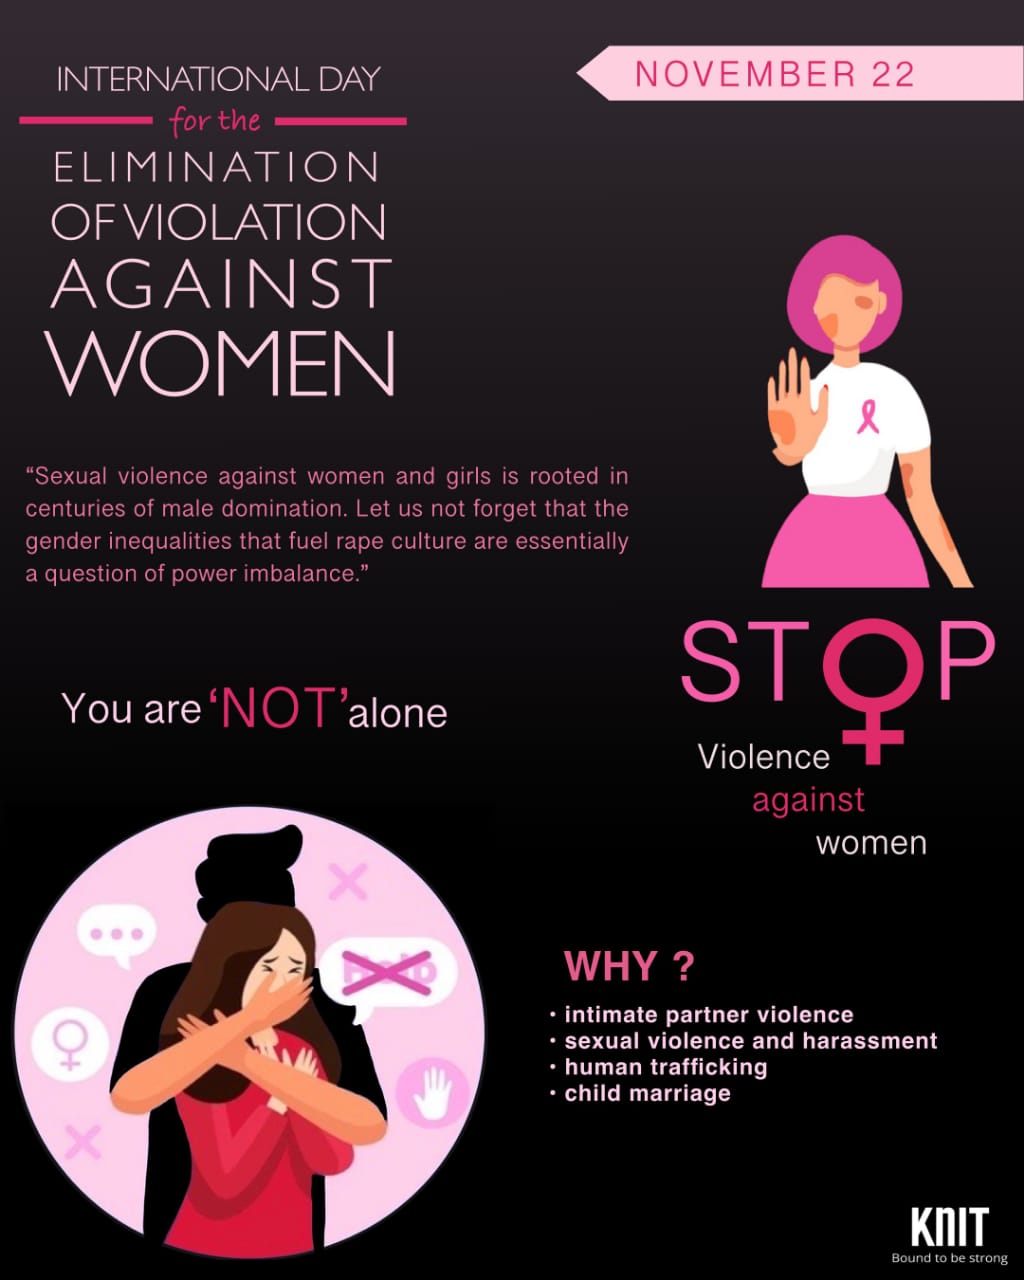 INTERNATIONAL DAY
for the
ELIMINATION
OF VIOLATION
AGAINST
WOMEN
NOVEMBER 22
“Sexual violence against women and girls is rooted in
centuries of male domination. Let us not forget that the
gender inequalities that fuel rape culture are essentially
a question of power imbalance.”
You are ‘NOT’ alone
STOP
Violence
against
women
Help
WHY ?
• intimate partner violence
• sexual violence and harassment
• human trafficking
• child marriage
KNIT
Bound to be strong